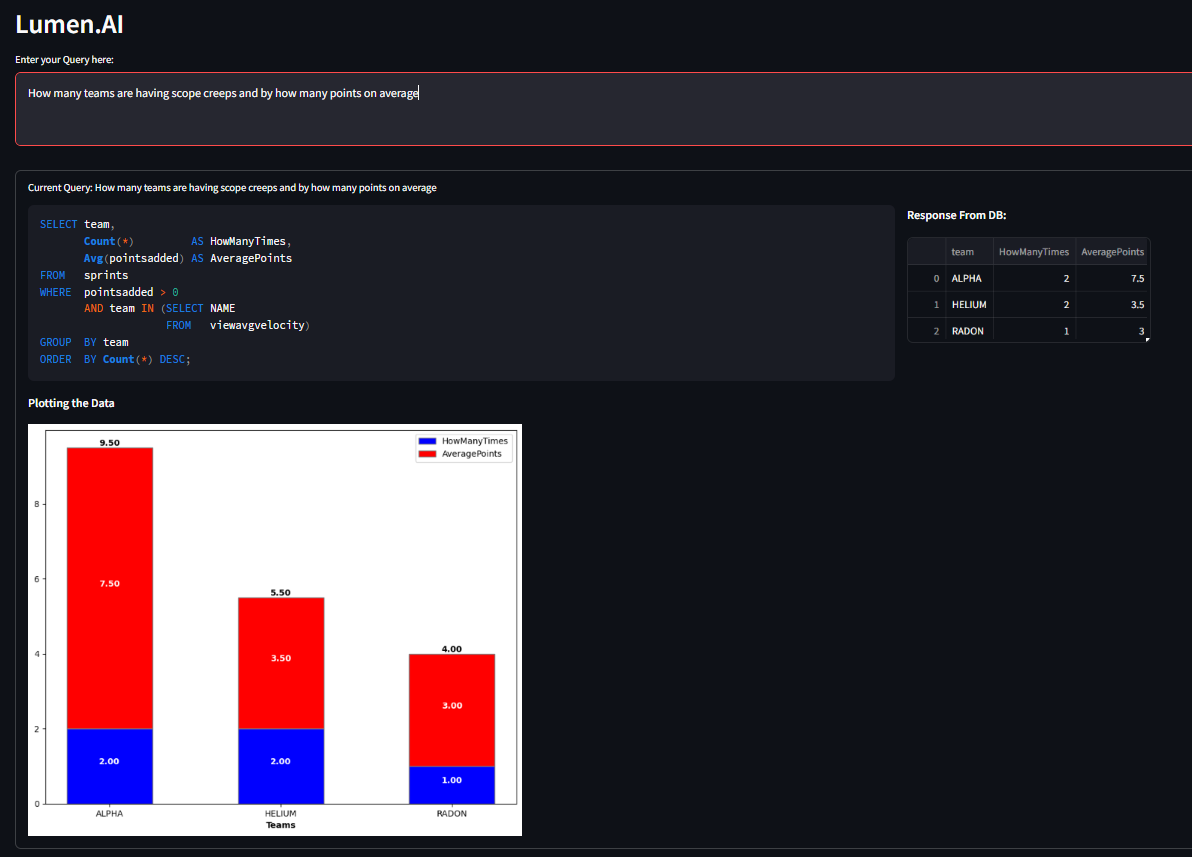 Lumen.AI
Enter your Query here:
How many teams are having scope creeps and by how many points on average
Current Query: How many teams are having scope creeps and by how many points on average
SELECT team,
Count(*) AS HowManyTimes,
Avg(pointsadded) AS AveragePoints
FROM sprints
WHERE pointsadded > 0
AND team IN (SELECT NAME
FROM viewavgvelocity)
GROUP BY team
ORDER BY Count(*) DESC;
Response From DB:
team HowManyTimes AveragePoints
0 ALPHA 2 7.5
1 HELIUM 2 3.5
2 RADON 1 3
Plotting the Data
HowManyTimes
AveragePoints
9.50
8
7.50
6
5.50
4
3.50
4.00
3.00
2
2.00
2.00
1.00
0
ALPHA HELIUM RADON
Teams